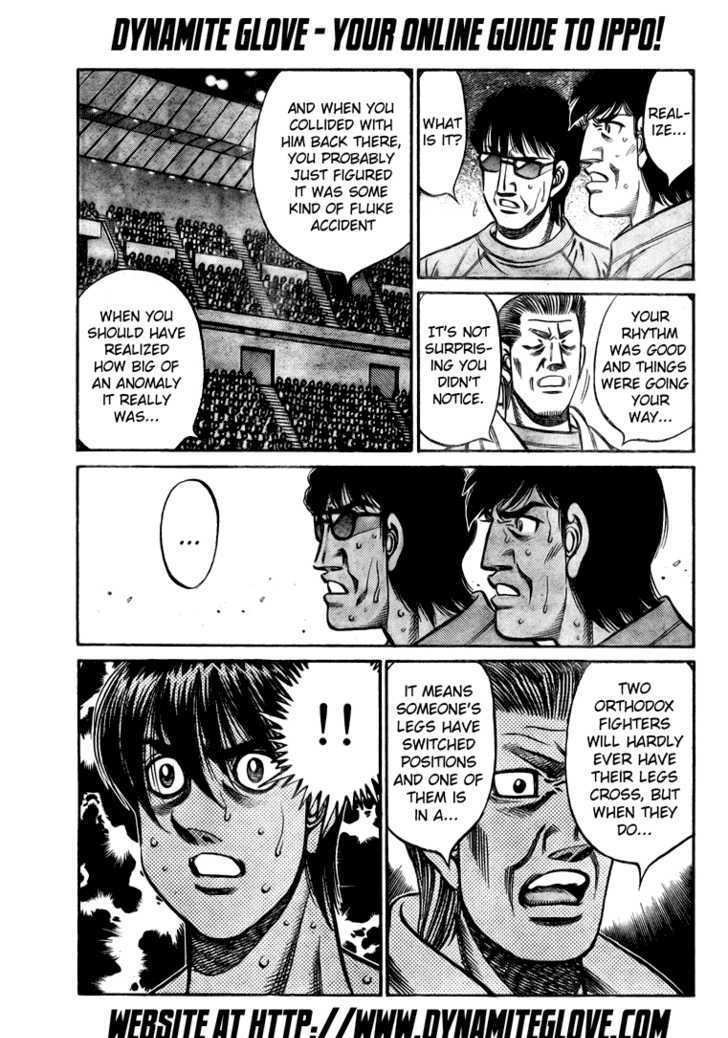 DYNAMITE GLOVE - YOUR ONLINE GUIDE TO IPPO!
REAL-
IZE...
WHAT
IS IT?
YOUR
RHYTHM
WAS GOOD
AND THINGS
WERE GOING
YOUR
WAY...
IT'S NOT
SURPRIS-
ING YOU
DIDN'T
NOTICE.
AND WHEN YOU
COLLIDED WITH
HIM BACK THERE,
YOU PROBABLY
JUST FIGURED
IT WAS SOME
KIND OF FLUKE
ACCIDENT
WHEN YOU
SHOULD HAVE
REALIZED
HOW BIG OF
AN ANOMALY
IT REALLY
WAS...
...
TWO
ORTHODOX
FIGHTERS
WILL HARDLY
EVER HAVE
THEIR LEGS
CROSS, BUT
WHEN THEY
DO...
IT MEANS
SOMEONE'S
LEGS HAVE
SWITCHED
POSITIONS
AND ONE OF
THEM IS
IN A...
!!
WEBSITE AT HTTP://WWW.DYNAMITEGLOVE.COM